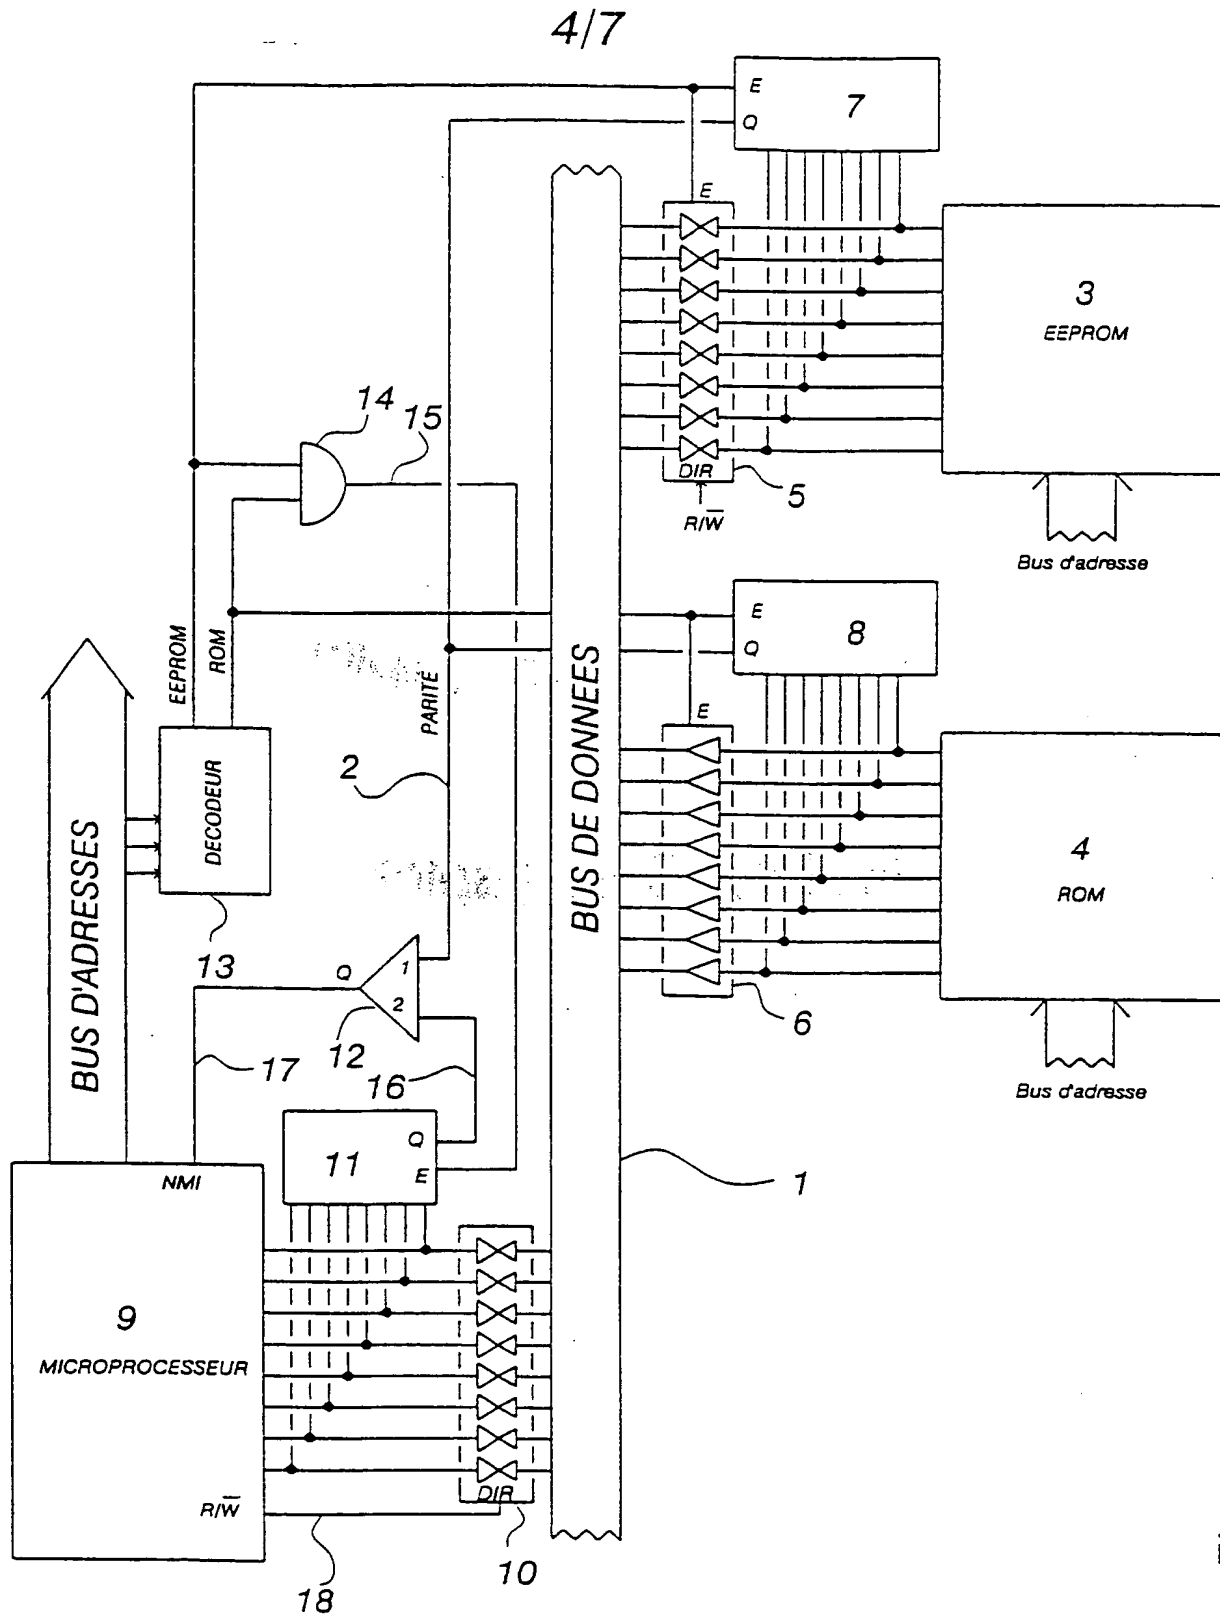 4/7
E
7
Q
E
3
EEPROM
14
15
DIR
5
R/W̅
Bus d'adresse
E
8
Q
EEPROM
ROM
PARITE
E
2
BUS DE DONNEES
DECODEUR
BUS D'ADRESSES
4
ROM
13
Q
1
2
12
6
17
16
Bus d'adresse
11
Q
E
1
NMI
9
MICROPROCESSEUR
R/W̅
DIR
10
18